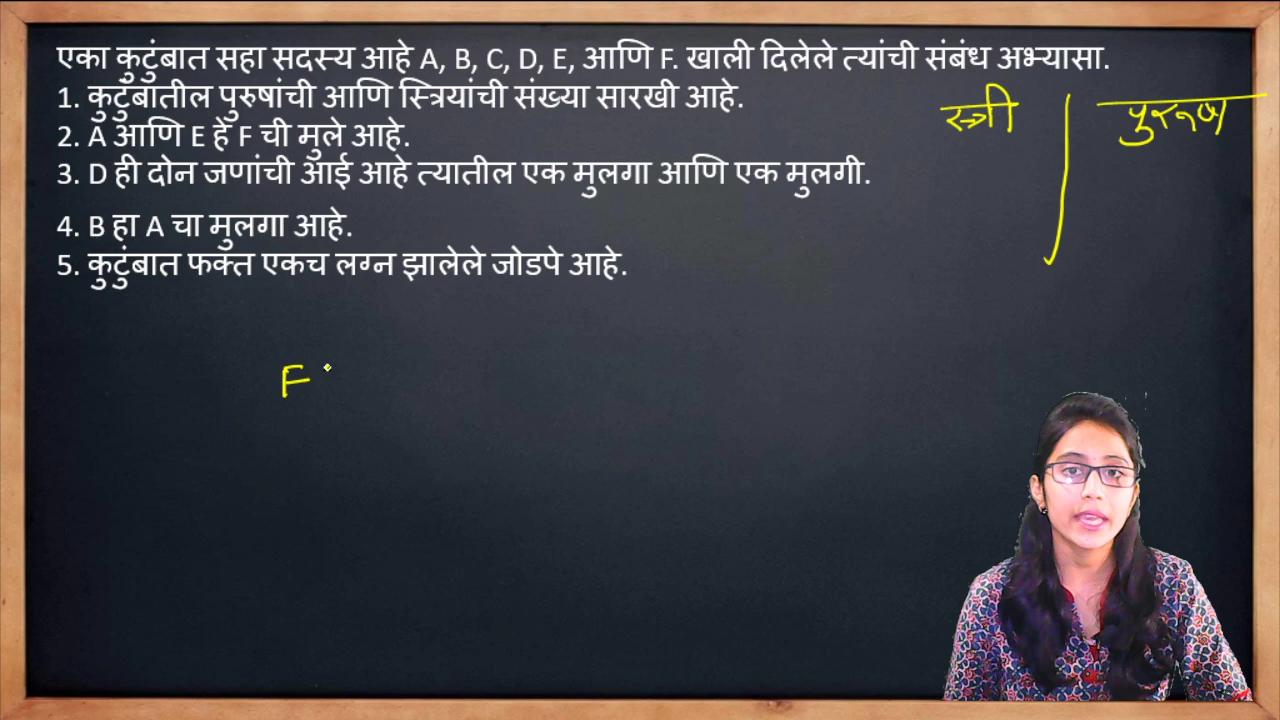 एका कुटुंबात सहा सदस्य आहे A, B, C, D, E, आणि F. खाली दिलेले त्यांची संबंध अभ्यासा.
1. कुटुंबातील पुरुषांची आणि स्त्रियांची संख्या सारखी आहे.
2. A आणि E हे F ची मुले आहे.
3. D ही दोन जणांची आई आहे त्यातील एक मुलगा आणि एक मुलगी.
4. B हा A चा मुलगा आहे.
5. कुटुंबात फक्त एकच लग्न झालेले जोडपे आहे.
स्त्री पुरूष
F